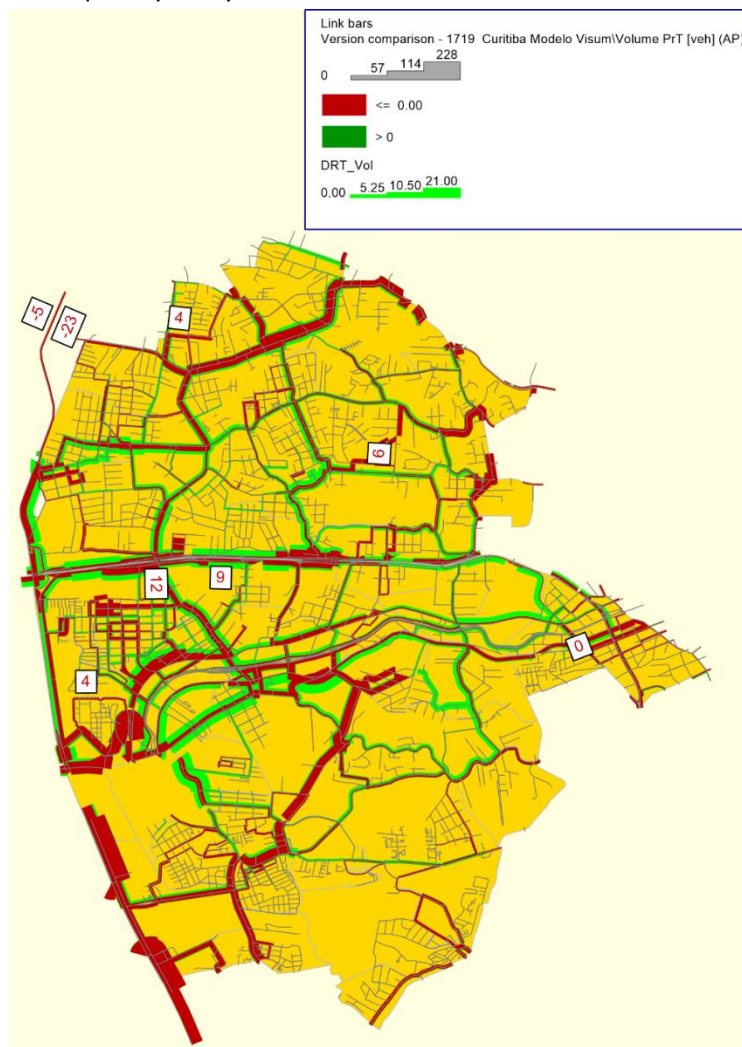 Link bars
Version comparison - 1719 Curitiba Modelo Visum\Volume PrT [veh] (AP)
0 57 114 228
<= 0.00
> 0
DRT_Vol
0.00 5.25 10.50 21.00
-5
-23
4
6
12
9
4
0